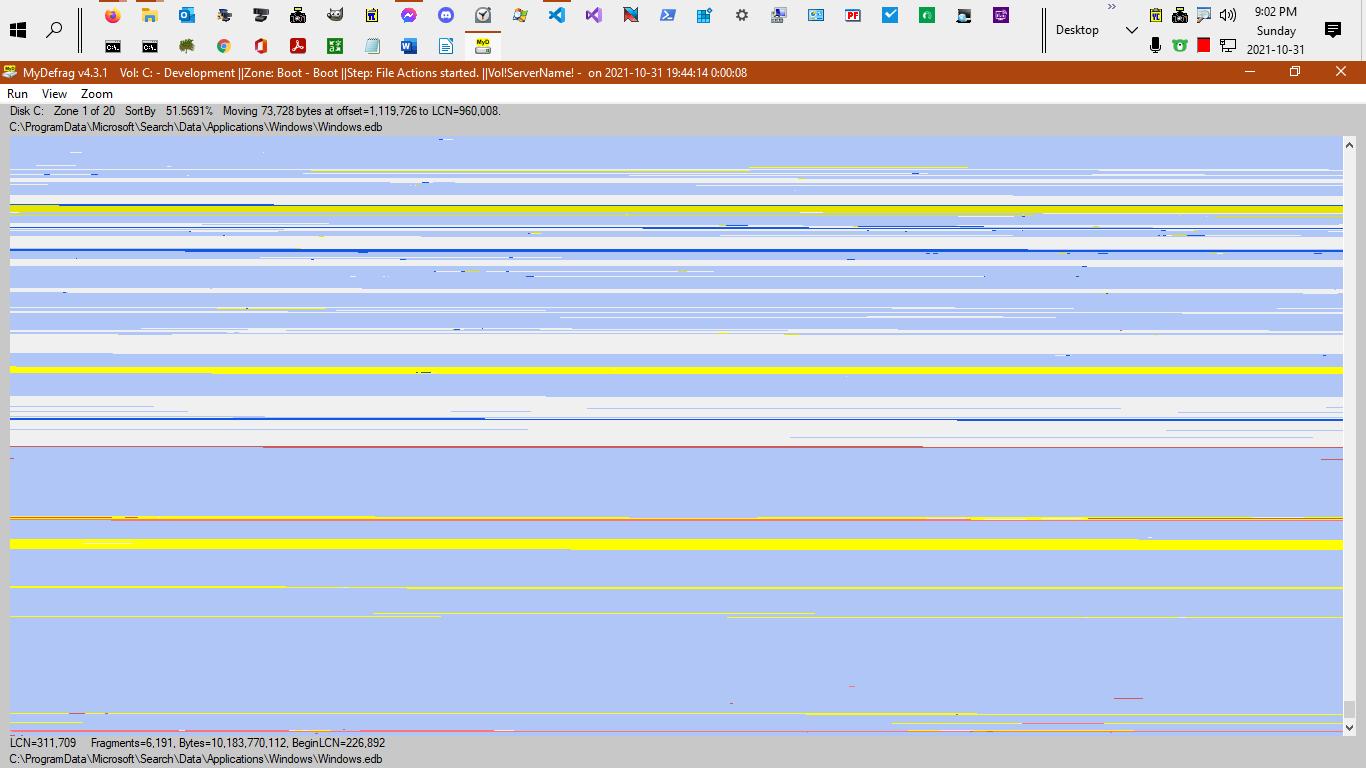 9:02 PM
Desktop
Sunday
2021-10-31
C:\.
C:\.
MyD
MyDefrag v4.3.1 Vol: C: - Development ||Zone: Boot - Boot ||Step: File Actions started. ||Vol!ServerName! - on 2021-10-31 19:44:14 0:00:08
Run View Zoom
Disk C: Zone 1 of 20 SortBy 51.5691% Moving 73,728 bytes at offset=1,119,726 to LCN=960,008.
C:\ProgramData\Microsoft\Search\Data\Applications\Windows\Windows.edb
LCN=311,709 Fragments=6,191, Bytes=10,183,770,112, BeginLCN=226,892
C:\ProgramData\Microsoft\Search\Data\Applications\Windows\Windows.edb